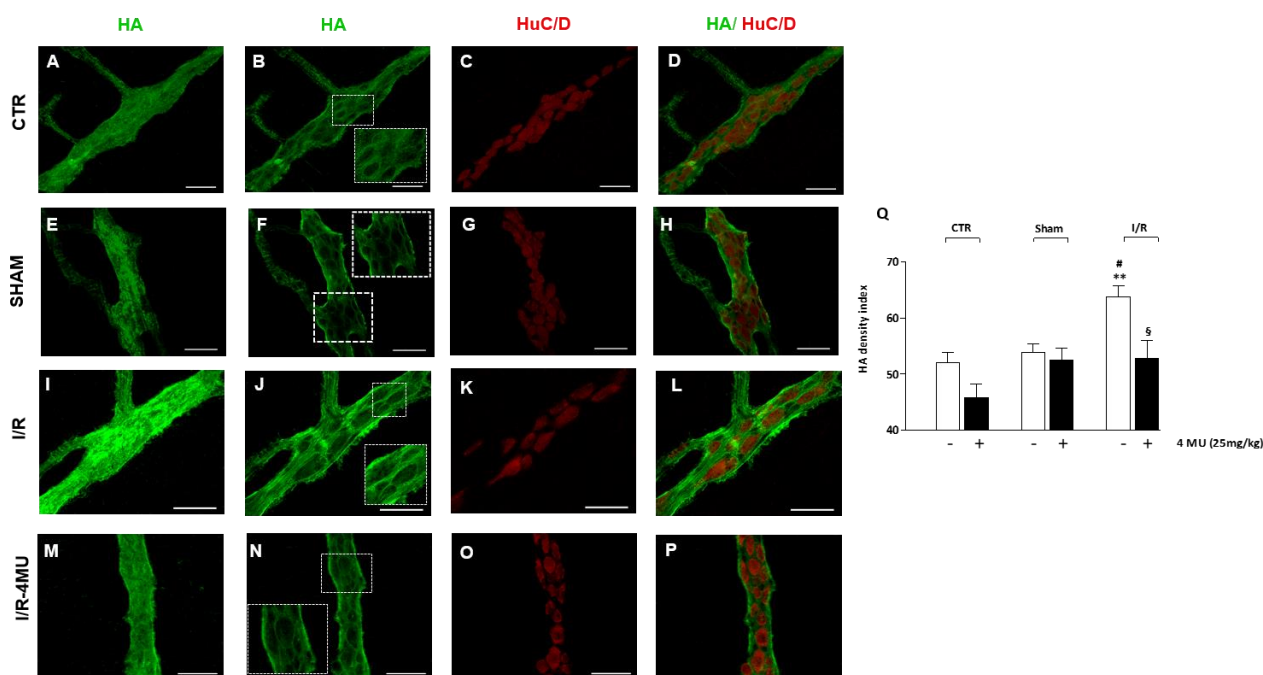 HA HA HuC/D HA/ HuC/D
CTR
A B C D
SHAM
E F G H
I/R
I J K L
I/R-4MU
M N O P
Q
CTR Sham I/R
HA density index
70
60
50
40
#
**
§
- + - + - + 4 MU (25mg/kg)